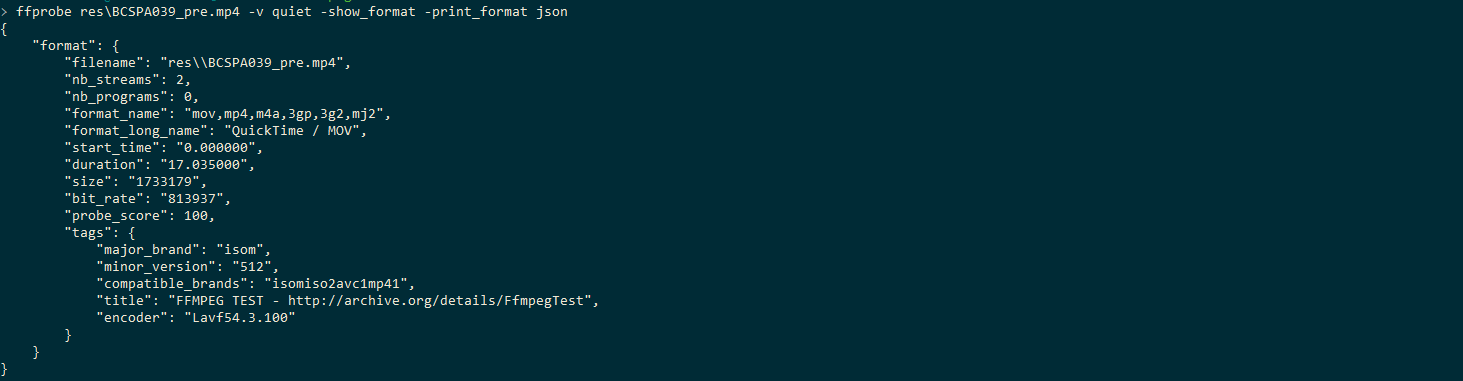 > ffprobe res\BCSPA039_pre.mp4 -v quiet -show_format -print_format json
{
    "format": {
        "filename": "res\\BCSPA039_pre.mp4",
        "nb_streams": 2,
        "nb_programs": 0,
        "format_name": "mov,mp4,m4a,3gp,3g2,mj2",
        "format_long_name": "QuickTime / MOV",
        "start_time": "0.000000",
        "duration": "17.035000",
        "size": "1733179",
        "bit_rate": "813937",
        "probe_score": 100,
        "tags": {
            "major_brand": "isom",
            "minor_version": "512",
            "compatible_brands": "isomiso2avc1mp41",
            "title": "FFMPEG TEST - http://archive.org/details/FfmpegTest",
            "encoder": "Lavf54.3.100"
        }
    }
}